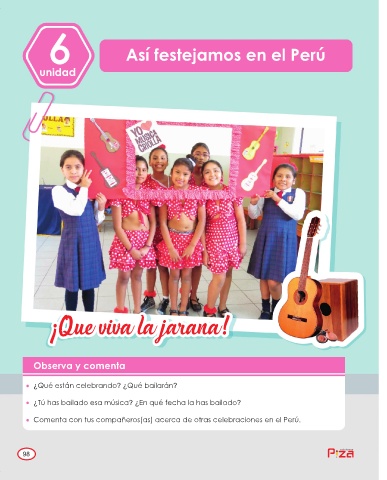 6
unidad
Así festejamos en el Perú
YO
MÚSICA
CRIOLLA
¡Que viva la jarana!
Observa y comenta
• ¿Qué están celebrando? ¿Qué bailarán?
• ¿Tú has bailado esa música? ¿En qué fecha la has bailado?
• Comenta con tus compañeros(as) acerca de otras celebraciones en el Perú.
98
Piza